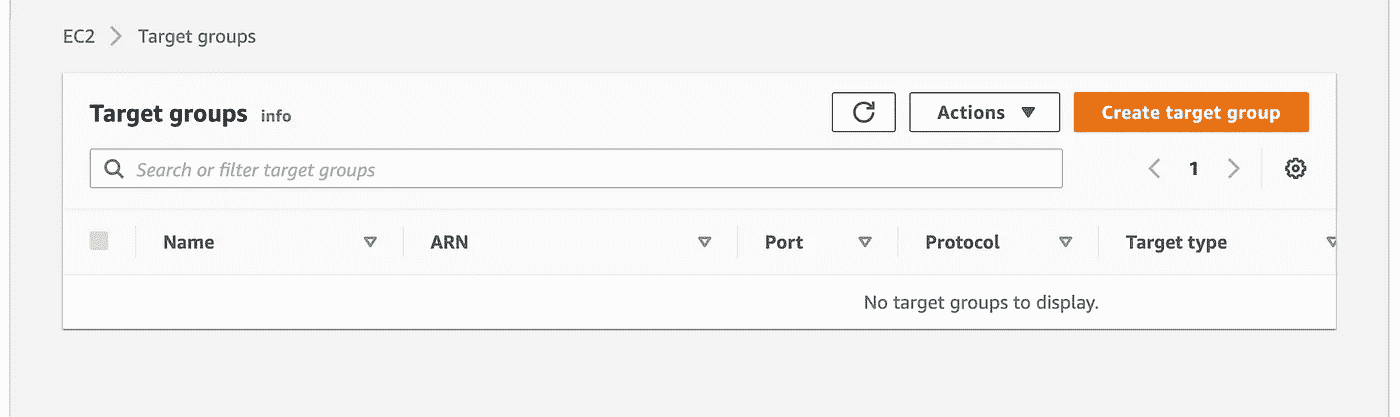 EC2 Target groups
Target groups info
Actions Create target group
Search or filter target groups
1
Name ARN Port Protocol Target type
No target groups to display.